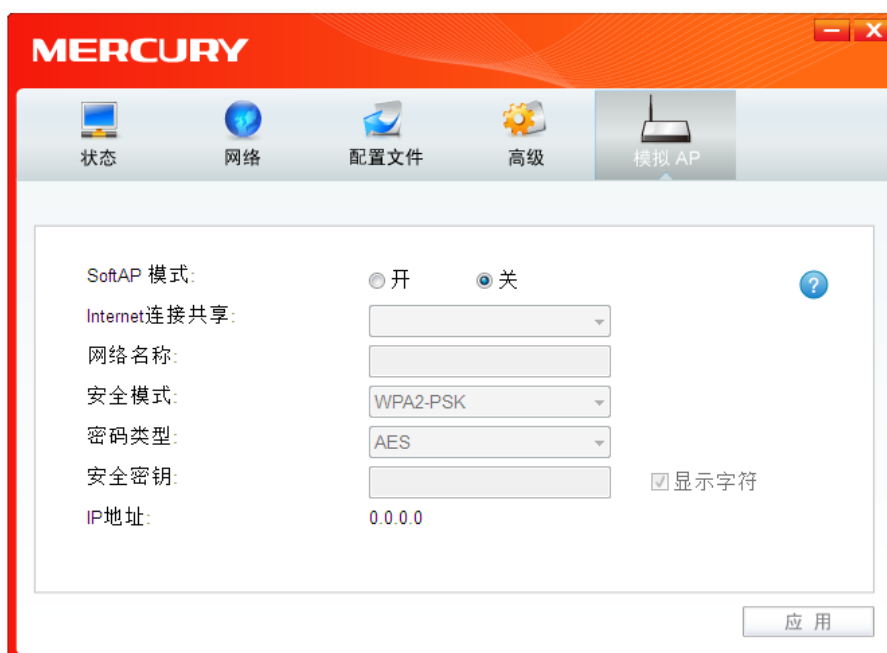 MERCURY
状态 网络 配置文件 高级 模拟 AP
SoftAP 模式: 开 关
?
Internet连接共享:
网络名称:
安全模式: WPA2-PSK
密码类型: AES
安全密钥: 显示字符
IP地址: 0.0.0.0
应 用